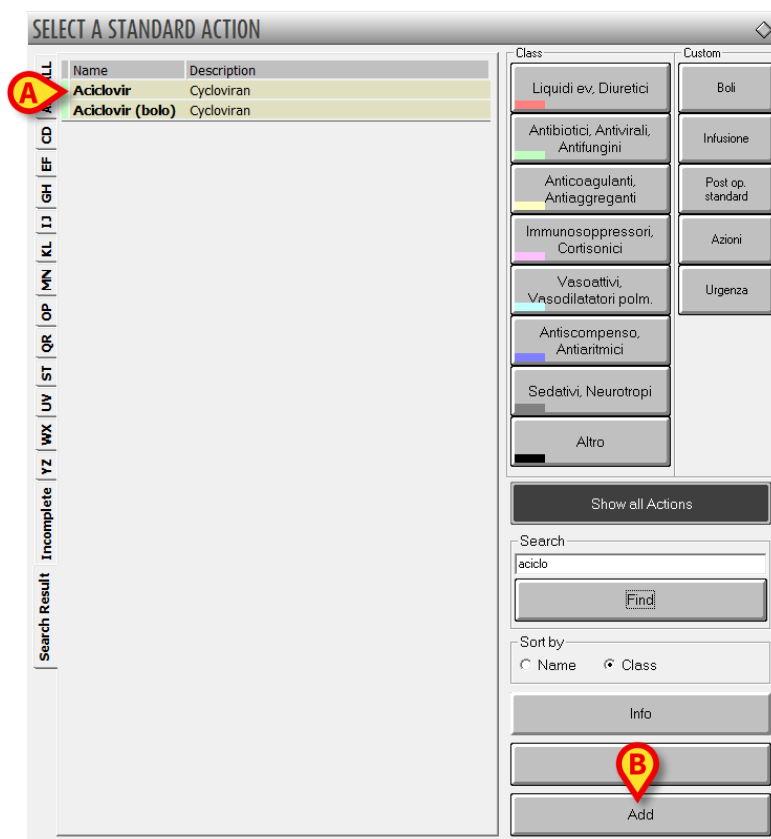 SELECT A STANDARD ACTION
Name Description
Aciclovir Cycloviran
Aciclovir (bolo) Cycloviran
A
ALL
CD
EF
GH
IJ
KL
MN
OP
QR
ST
UV
WX
YZ
Incomplete
Search Result
Class
Liquidi ev, Diuretici
Antibiotici, Antivirali,
Antifungini
Anticoagulanti,
Antiaggreganti
Immunosoppressori,
Cortisonici
Vasoattivi,
Vasodilatatori polm.
Antiscompenso,
Antiaritmici
Sedativi, Neurotropi
Altro
Custom
Boli
Infusione
Post op.
standard
Azioni
Urgenza
Show all Actions
Search
aciclo
Find
Sort by
Name Class
Info
B
Add